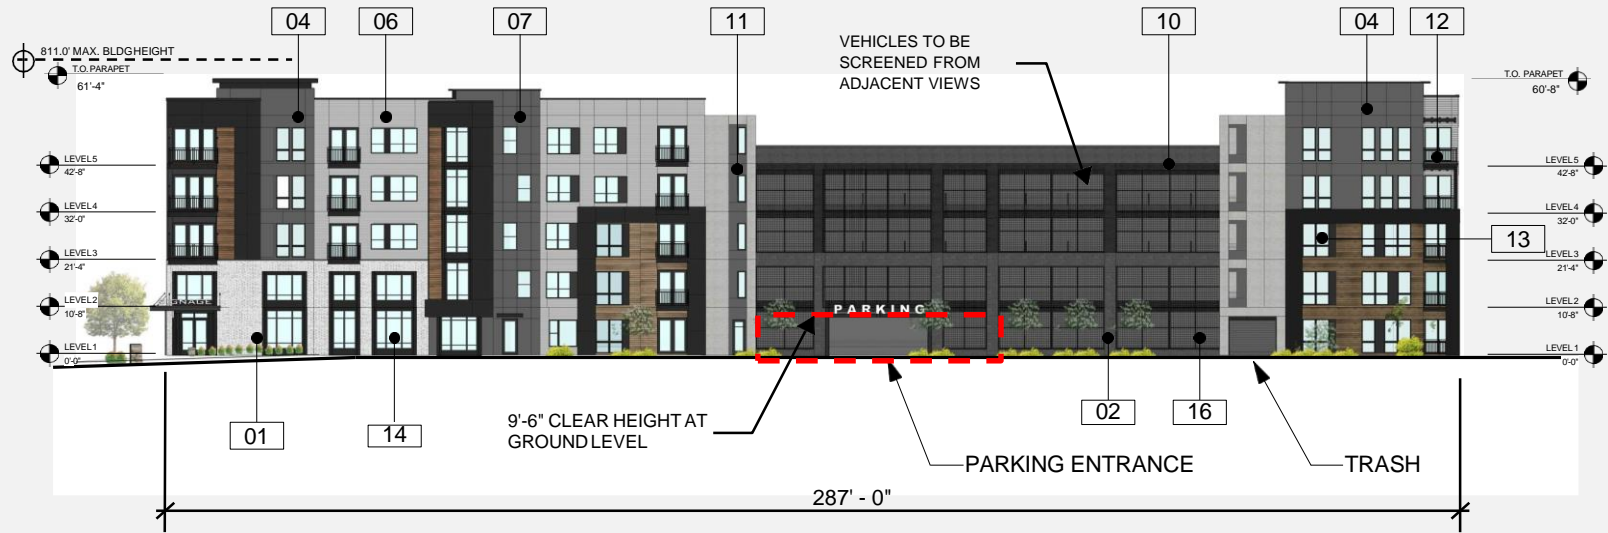 04
06
07
11
10
04
12
VEHICLES TO BE
SCREENED FROM
ADJACENT VIEWS
811.0' MAX. BLDGHEIGHT
T.O. PARAPET
61'-4"
T.O. PARAPET
60'-8"
LEVEL5
42'-8"
LEVEL5
42'-8"
LEVEL4
32'-0"
LEVEL4
32'-0"
13
LEVEL3
21'-4"
LEVEL3
21'-4"
LEVEL2
10'-8"
GNAGE
PARKING
LEVEL2
10'-8"
LEVEL1
0'-0"
LEVEL1
0'-0"
01
14
9'-6" CLEAR HEIGHT AT
GROUND LEVEL
02
16
PARKING ENTRANCE
TRASH
287' - 0"